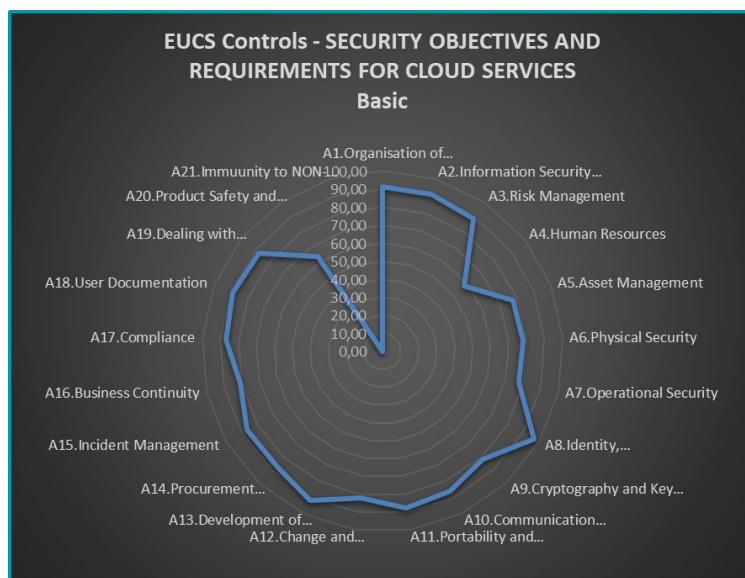 EUCS Controls - SECURITY OBJECTIVES AND
REQUIREMENTS FOR CLOUD SERVICES
Basic
A1.Organisation of...
A2.Information Security...
A3.Risk Management
A4.Human Resources
A5.Asset Management
A6.Physical Security
A7.Operational Security
A8.Identity,...
A9.Cryptography and Key...
A10.Communication...
A11.Portability and...
A12.Change and...
A13.Development of...
A14.Procurement...
A15.Incident Management
A16.Business Continuity
A17.Compliance
A18.User Documentation
A19.Dealing with...
A20.Product Safety and...
A21.Immuunity to NON-...
100,00
90,00
80,00
70,00
60,00
50,00
40,00
30,00
20,00
10,00
0,00